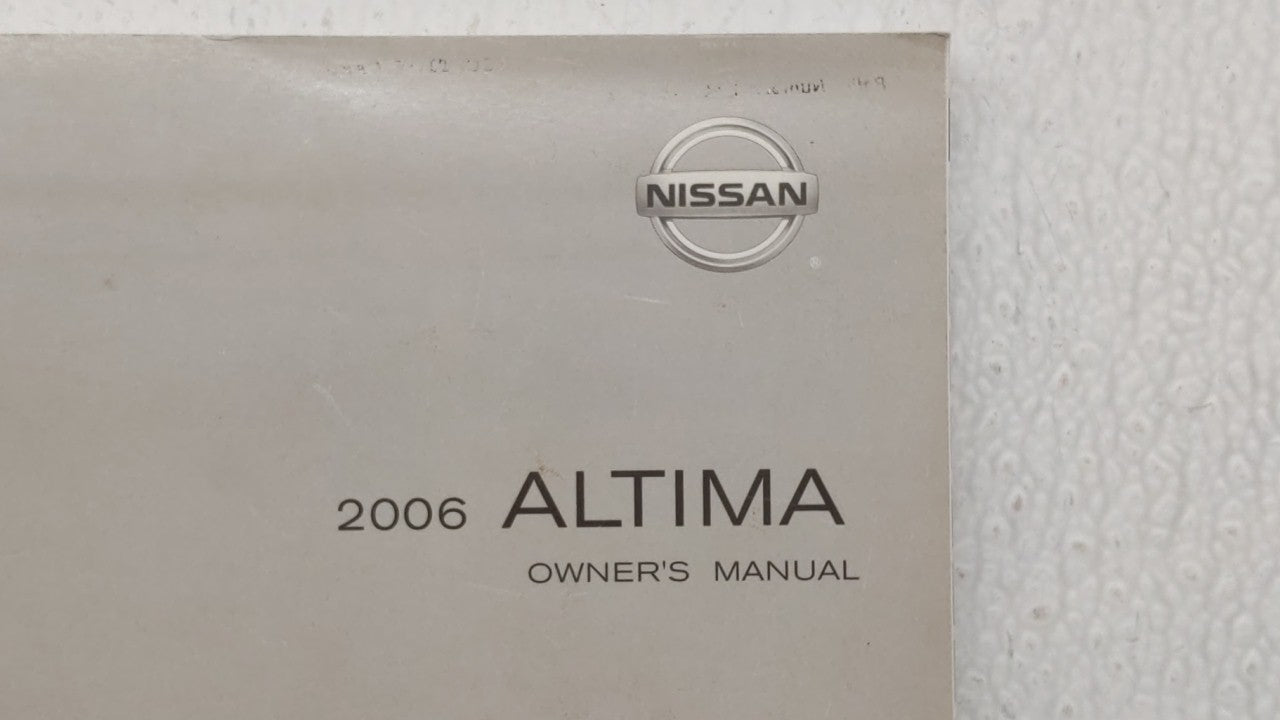 NISSAN
®
2006 ALTIMA
OWNER'S MANUAL